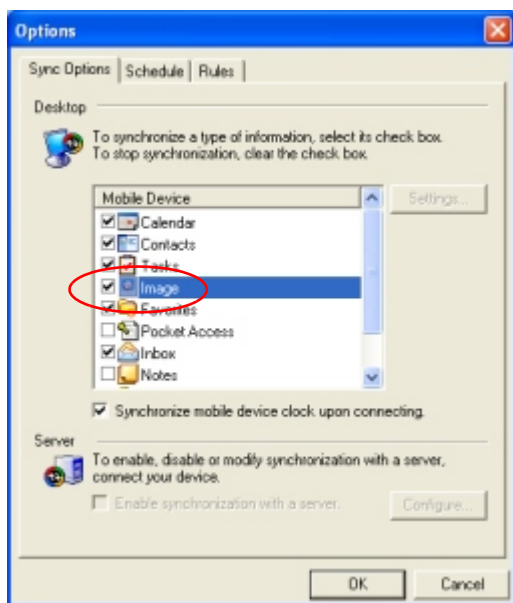 Options
Sync Options Schedule Rules
Desktop
To synchronize a type of information, select its check box.
To stop synchronization, clear the check box.
Mobile Device
Settings...
Calendar
Contacts
Tasks
Image
Favorites
Pocket Access
Inbox
Notes
Synchronize mobile device clock upon connecting.
Server
To enable, disable or modify synchronization with a server,
connect your device.
Enable synchronization with a server.
Configure...
OK Cancel